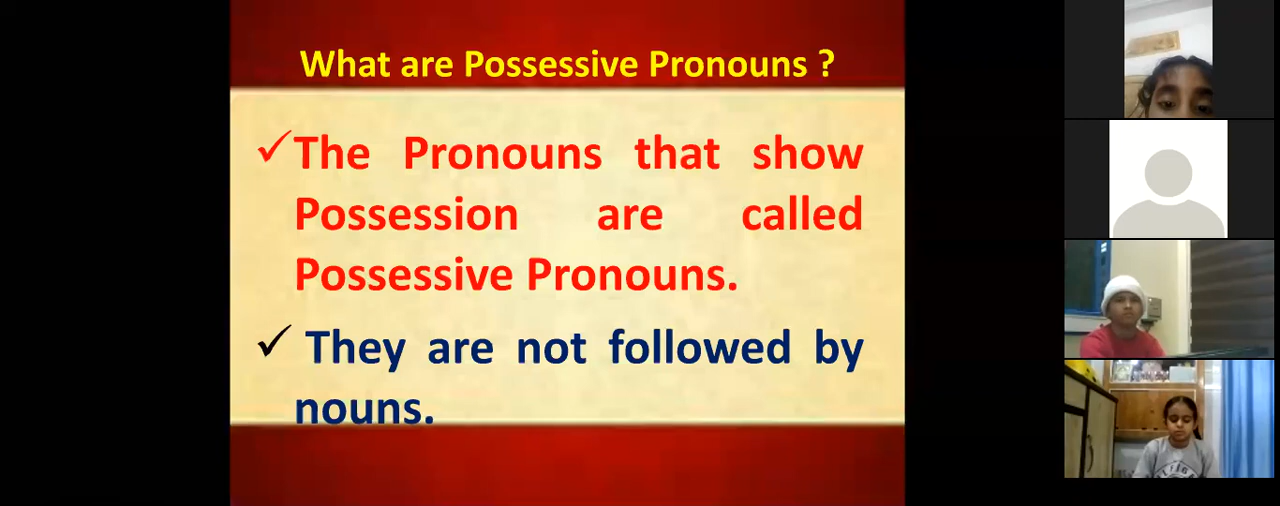 What are Possessive Pronouns ?
✓The Pronouns that show
Possession are called
Possessive Pronouns.
✓ They are not followed by
nouns.